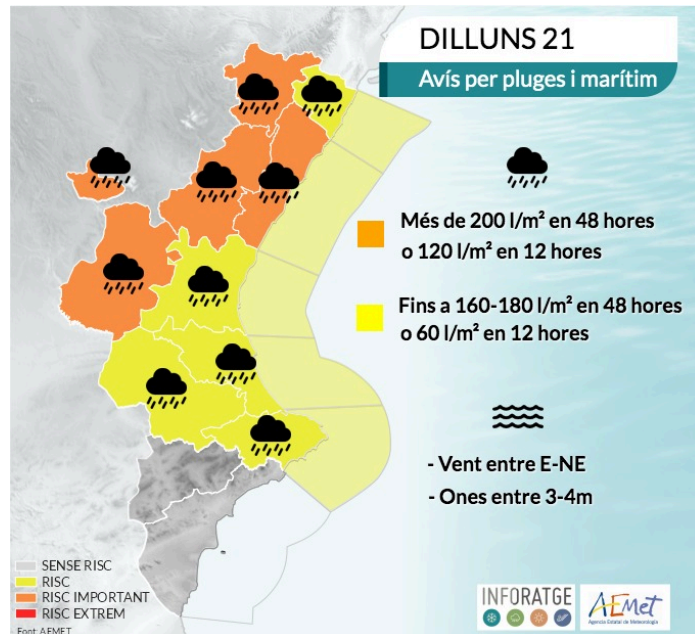 DILLUNS 21
Avís per pluges i marítim
Més de 200 l/m² en 48 hores
o 120 l/m² en 12 hores
Fins a 160-180 l/m² en 48 hores
o 60 l/m² en 12 hores
- Vent entre E-NE
- Ones entre 3-4m
SENSE RISC
RISC
RISC IMPORTANT
RISC EXTREM
Font: AEMET
INFORATGE
AEMet
Agencia Estatal de Meteorología